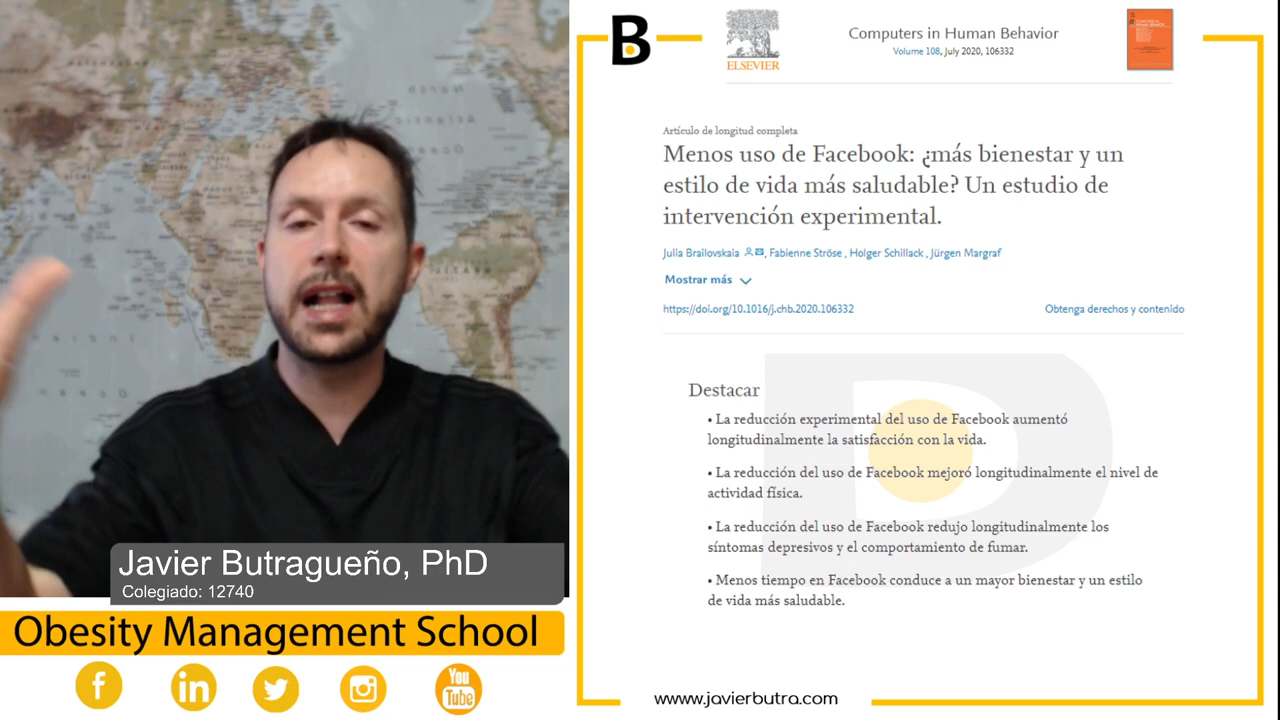 Javier Butragueño, PhD
Colegiado: 12740
Obesity Management School
f
in
You
Tube
B
ELSEVIER
Computers in Human Behavior
Volume 108, July 2020, 106332
Artículo de longitud completa
Menos uso de Facebook: ¿más bienestar y un
estilo de vida más saludable? Un estudio de
intervención experimental.
Julia Brailovskaia, Fabienne Ströse , Holger Schillack , Jürgen Margraf
Mostrar más
https://doi.org/10.1016/j.chb.2020.106332
Obtenga derechos y contenido
Destacar
• La reducción experimental del uso de Facebook aumentó
longitudinalmente la satisfacción con la vida.
• La reducción del uso de Facebook mejoró longitudinalmente el nivel de
actividad física.
• La reducción del uso de Facebook redujo longitudinalmente los
síntomas depresivos y el comportamiento de fumar.
• Menos tiempo en Facebook conduce a un mayor bienestar y un estilo
de vida más saludable.
www.javierbutra.com